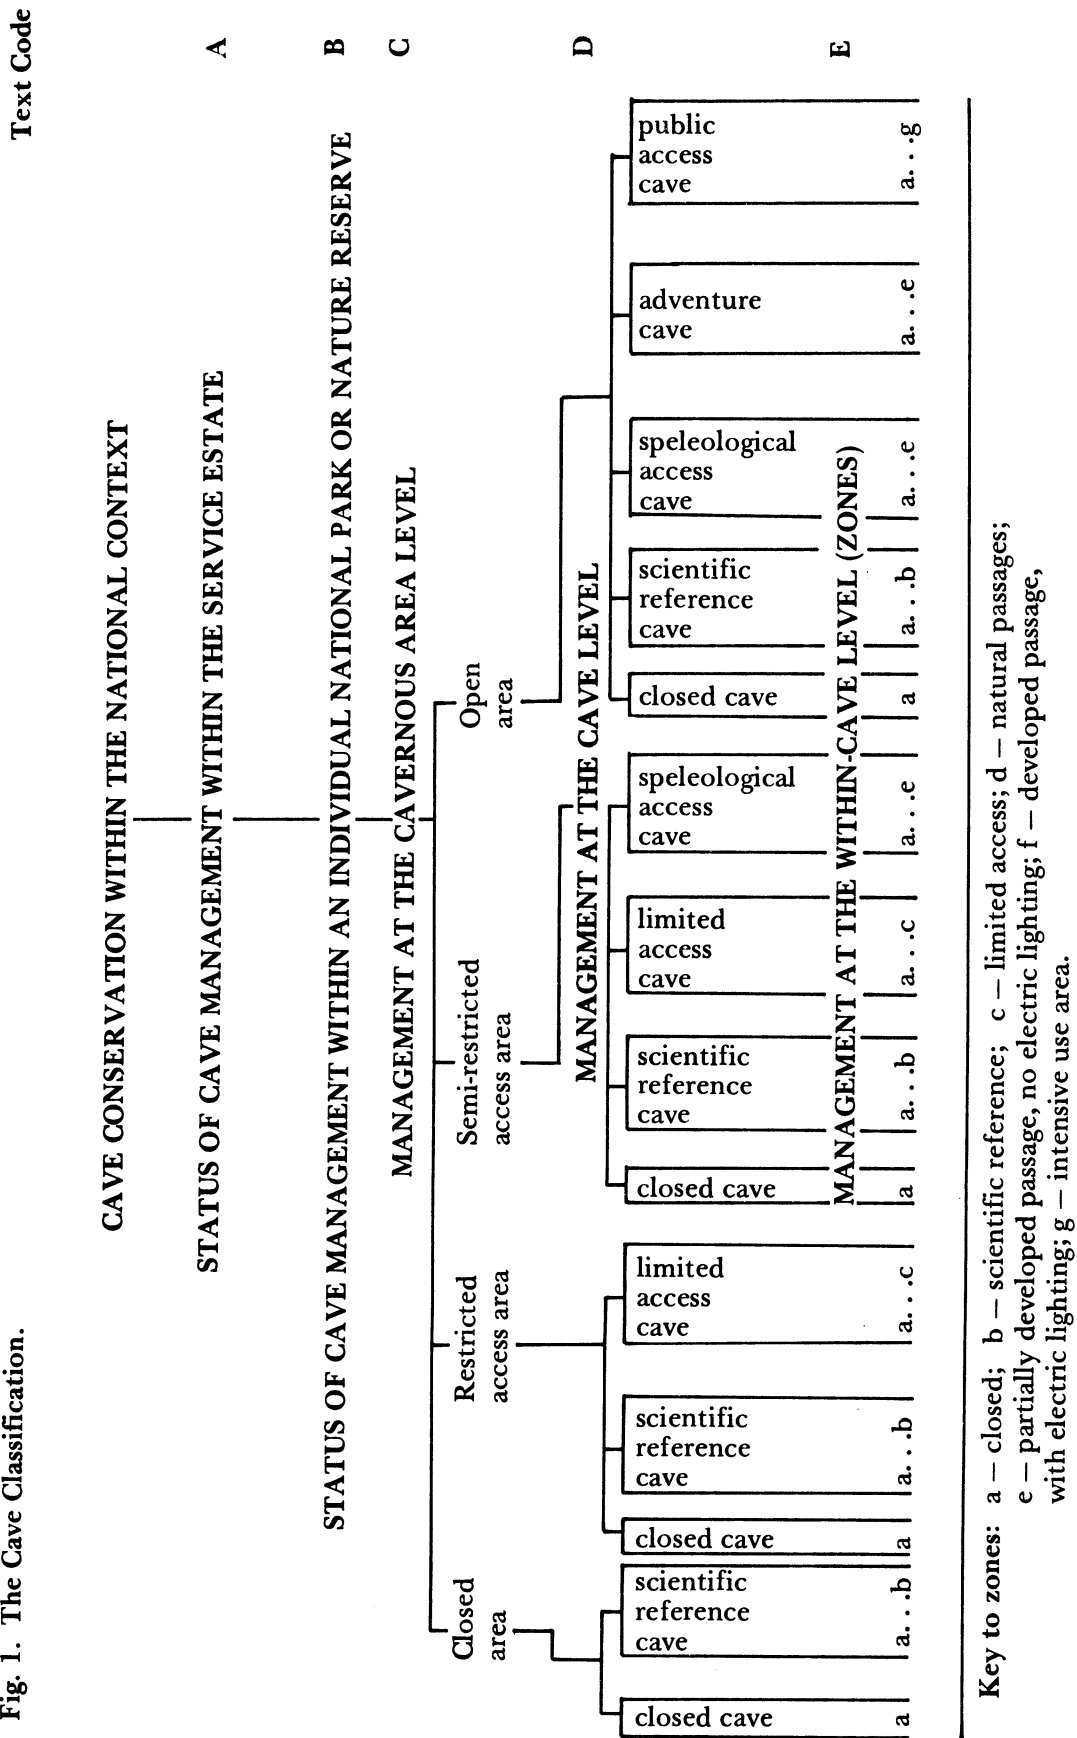 Fig. 1. The Cave Classification.
Text Code
CAVE CONSERVATION WITHIN THE NATIONAL CONTEXT
STATUS OF CAVE MANAGEMENT WITHIN THE SERVICE ESTATE
A
STATUS OF CAVE MANAGEMENT WITHIN AN INDIVIDUAL NATIONAL PARK OR NATURE RESERVE
B
MANAGEMENT AT THE CAVERNOUS AREA LEVEL
C
Closed
area
Restricted
access area
Semi-restricted
access area
Open
area
MANAGEMENT AT THE CAVE LEVEL
D
closed cave
scientific
reference
cave
closed cave
scientific
reference
cave
limited
access
cave
closed cave
scientific
reference
cave
limited
access
cave
speleological
access
cave
closed cave
scientific
reference
cave
speleological
access
cave
adventure
cave
public
access
cave
MANAGEMENT AT THE WITHIN-CAVE LEVEL (ZONES)
E
a
a...b
a
a...b
a...c
a
a...b
a...c
a...e
a
a...b
a...e
a...e
a...g
Key to zones: a — closed; b — scientific reference; c — limited access; d — natural passages;
e — partially developed passage, no electric lighting; f — developed passage,
with electric lighting; g — intensive use area.